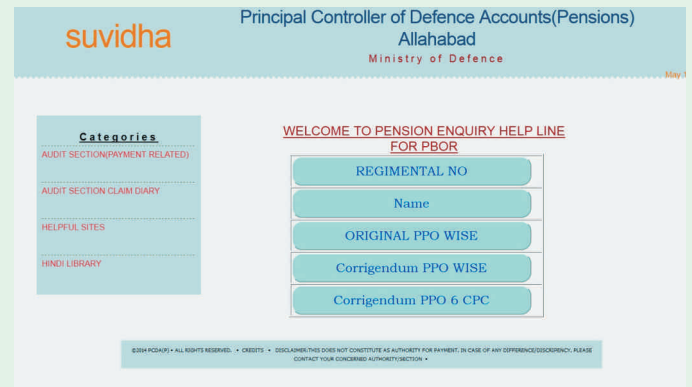 suvidha
Principal Controller of Defence Accounts(Pensions)
Allahabad
Ministry of Defence
May 1
Categories
AUDIT SECTION(PAYMENT RELATED)
AUDIT SECTION CLAIM DIARY
HELPFUL SITES
HINDI LIBRARY
WELCOME TO PENSION ENQUIRY HELP LINE
FOR PBOR
REGIMENTAL NO
Name
ORIGINAL PPO WISE
Corrigendum PPO WISE
Corrigendum PPO 6 CPC
©2014 PCDA(P) • ALL RIGHTS RESERVED. • CREDITS • DISCLAIMER:THIS DOES NOT CONSTITUTE AS AUTHORITY FOR PAYMENT. IN CASE OF ANY DIFFERENCE/DISCRIPENCY, PLEASE
CONTACT YOUR CONCERNED AUTHORITY/SECTION •